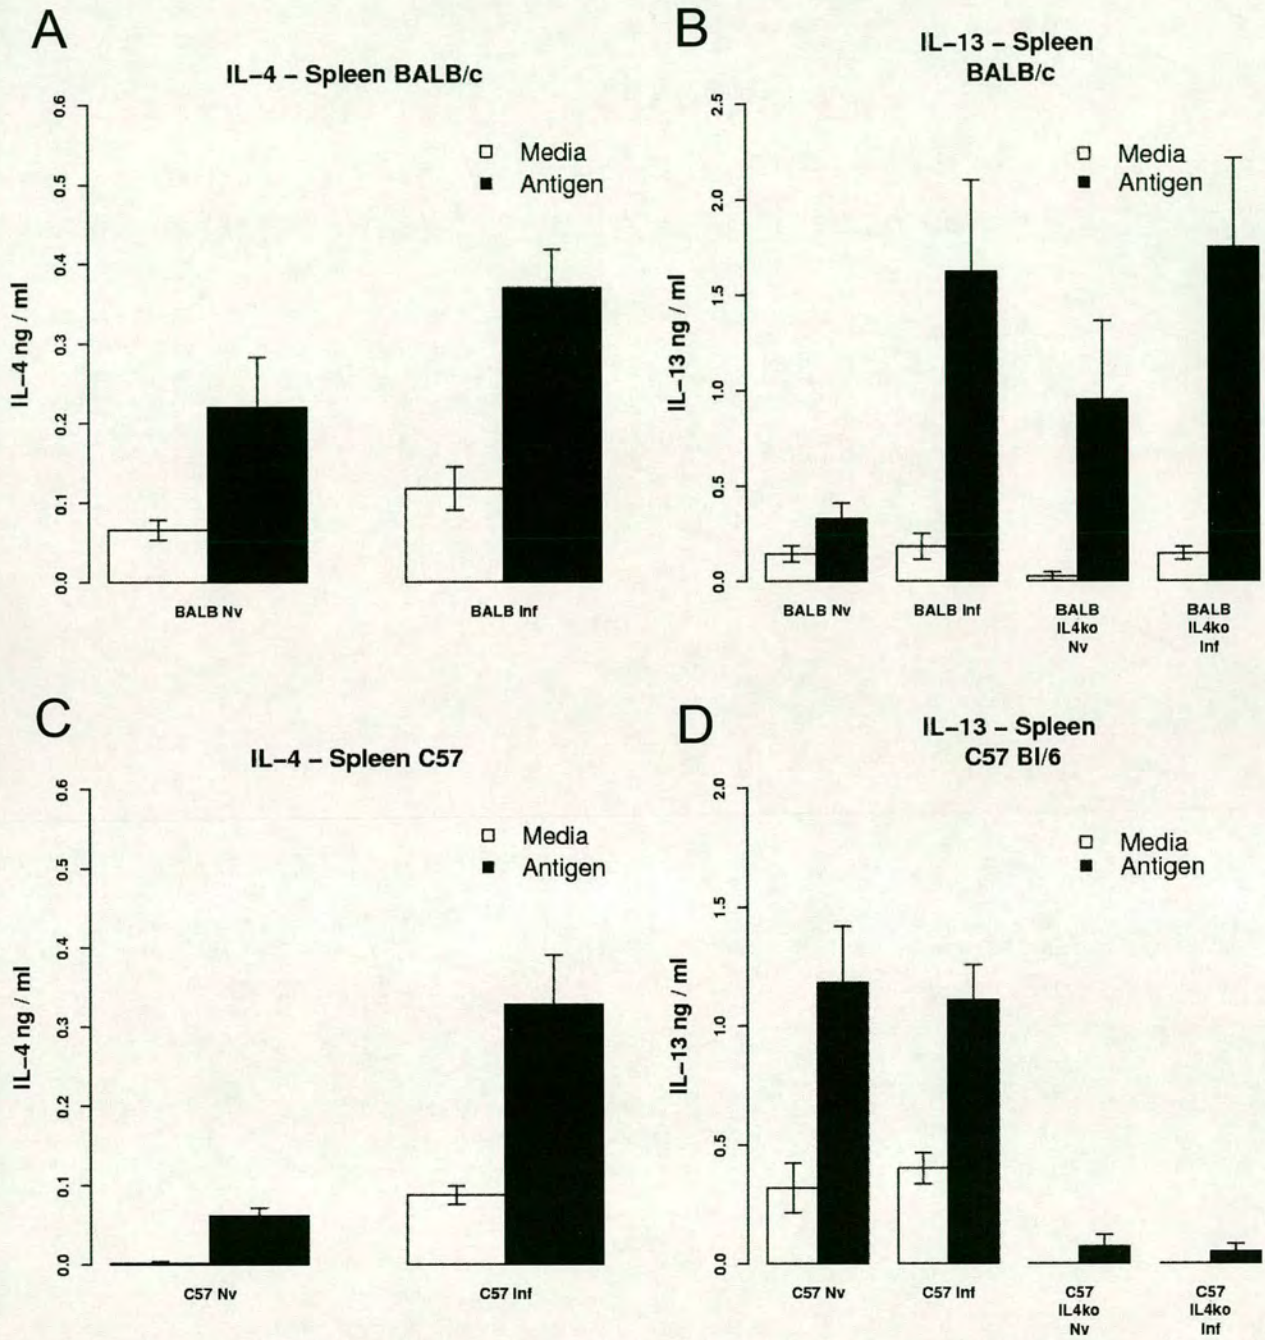 A
IL-4 – Spleen BALB/c
IL-4 ng / ml
0.6
0.5
0.4
0.3
0.2
0.1
0.0
Media
Antigen
BALB Nv
BALB Inf
B
IL-13 – Spleen
BALB/c
IL-13 ng / ml
2.5
2.0
1.5
1.0
0.5
0.0
Media
Antigen
BALB Nv
BALB Inf
BALB
IL4ko
Nv
BALB
IL4ko
Inf
C
IL-4 – Spleen C57
IL-4 ng / ml
0.6
0.5
0.4
0.3
0.2
0.1
0.0
Media
Antigen
C57 Nv
C57 Inf
D
IL-13 – Spleen
C57 Bl/6
IL-13 ng / ml
2.0
1.5
1.0
0.5
0.0
Media
Antigen
C57 Nv
C57 Inf
C57
IL4ko
Nv
C57
IL4ko
Inf